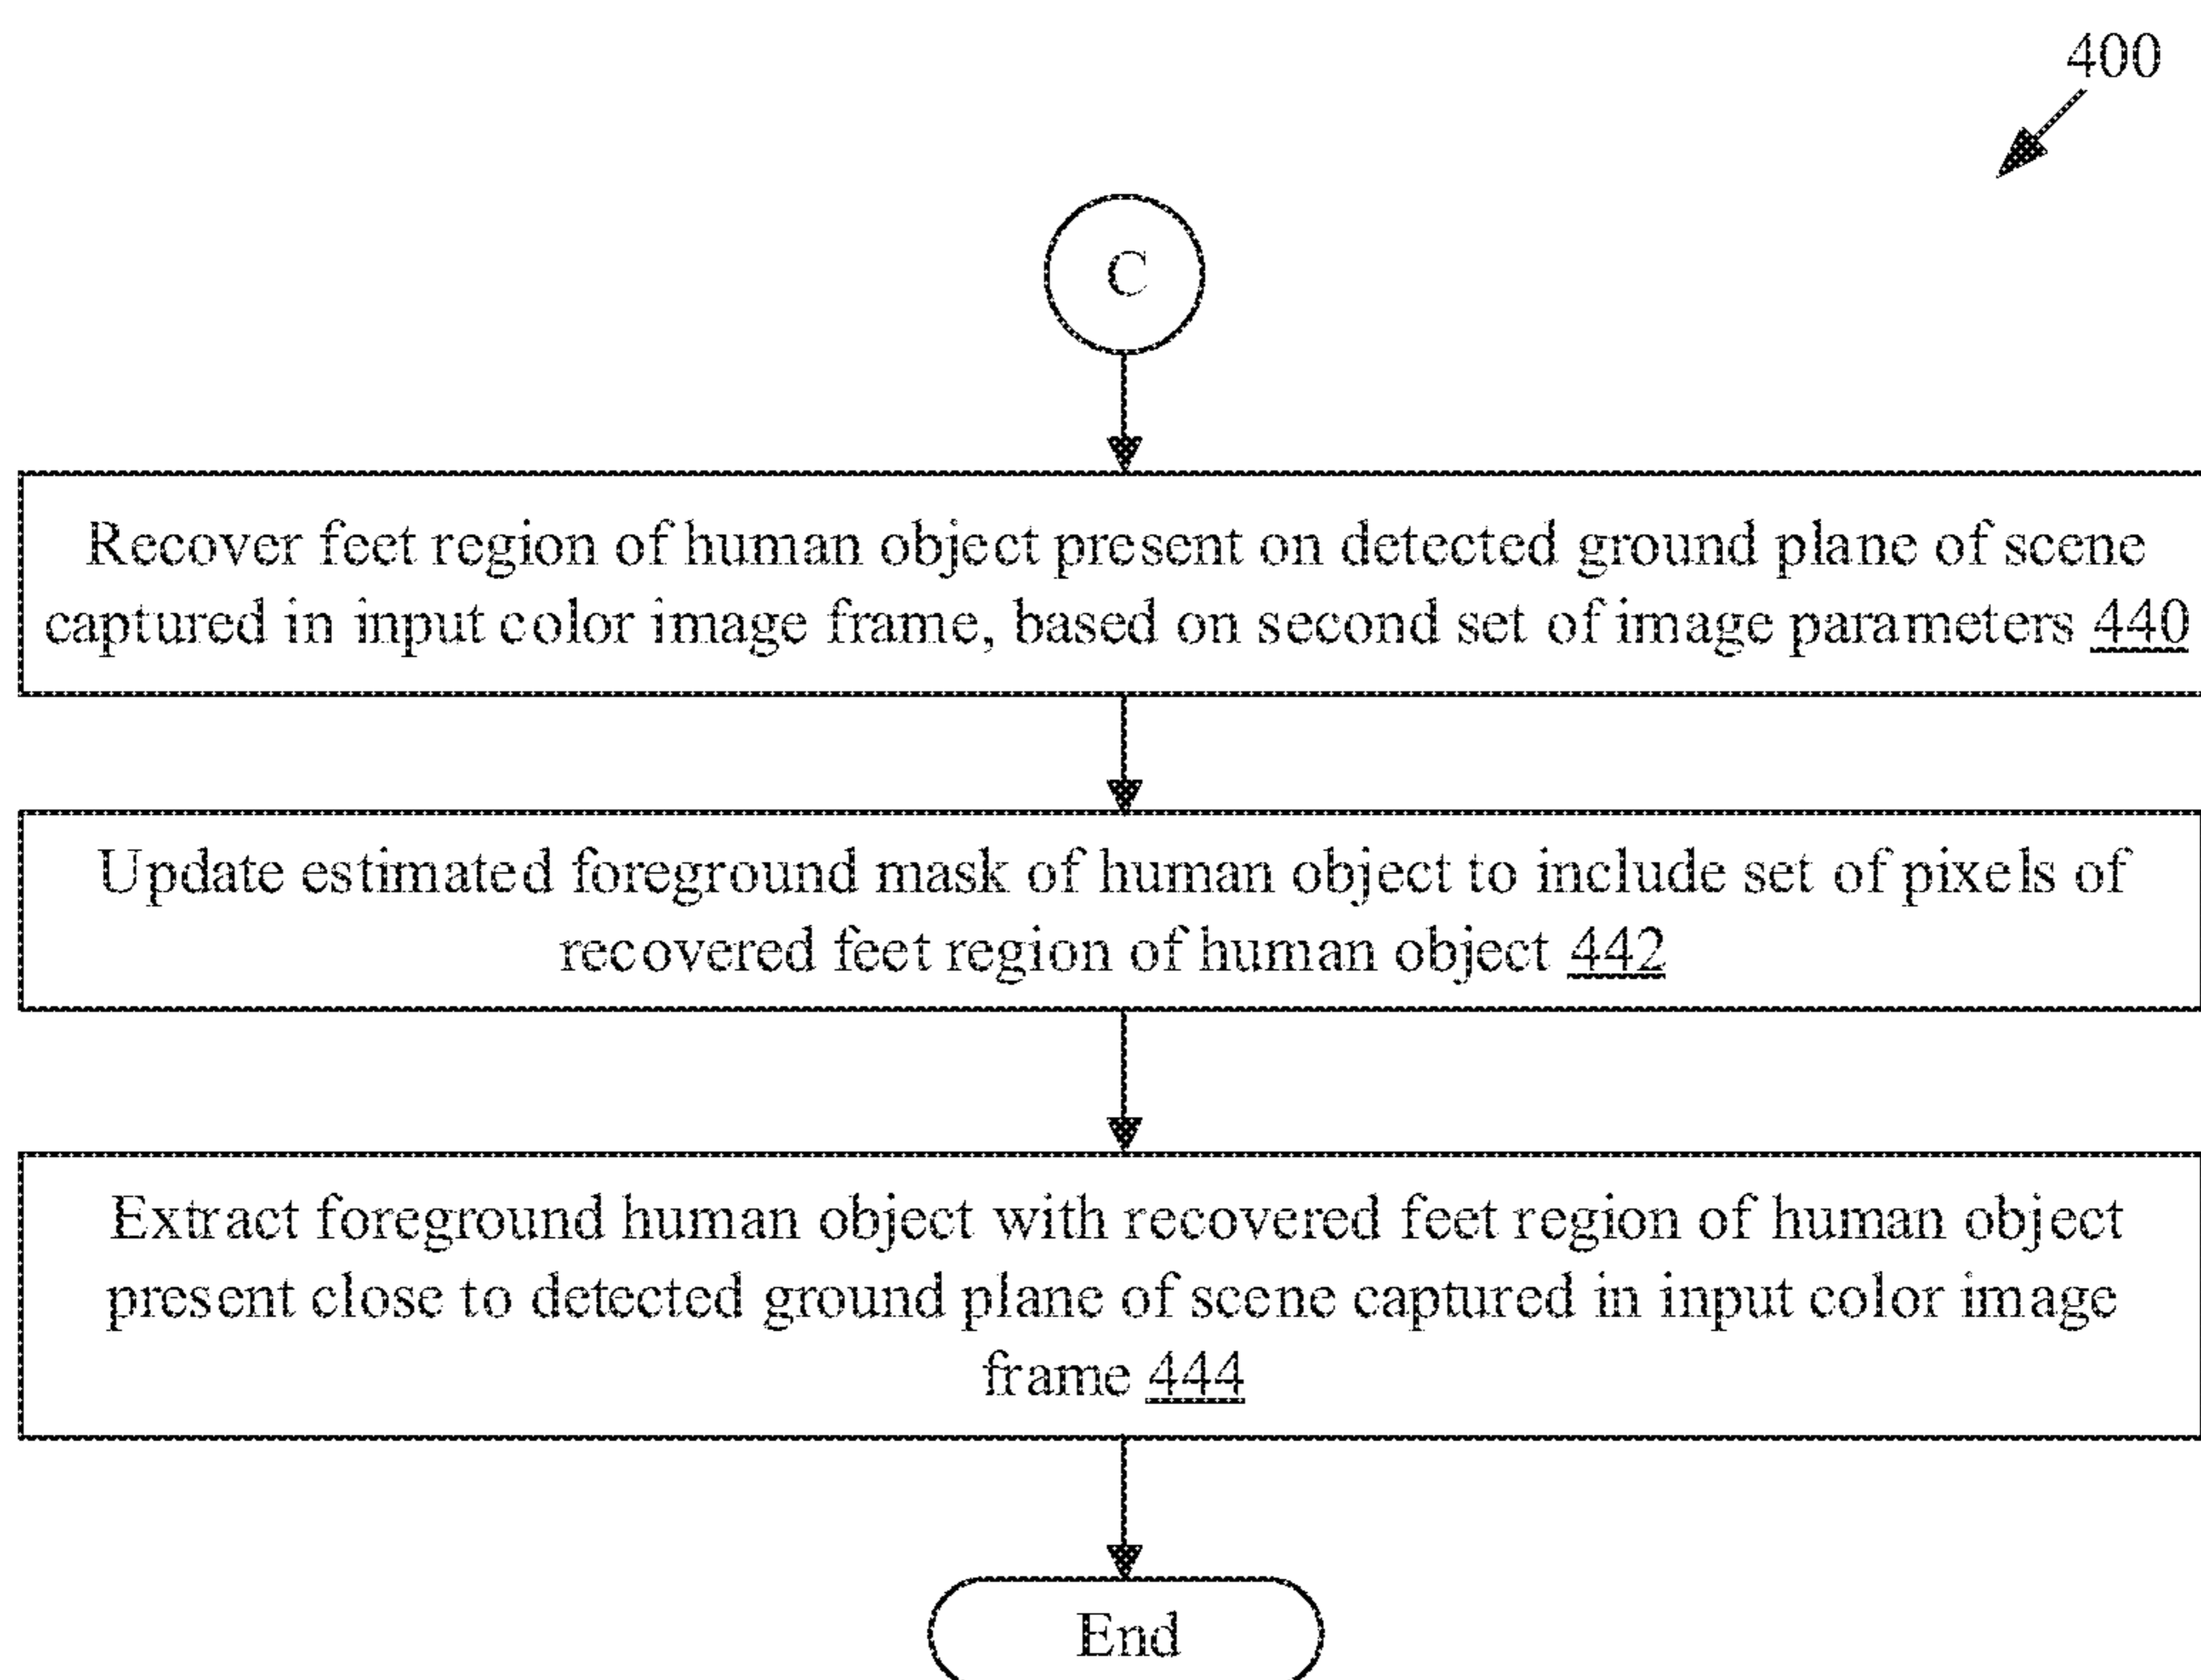 400
C
Recover feet region of human object present on detected ground plane of scene
captured in input color image frame, based on second set of image parameters 440
Update estimated foreground mask of human object to include set of pixels of
recovered feet region of human object 442
Extract foreground human object with recovered feet region of human object
present close to detected ground plane of scene captured in input color image
frame 444
End